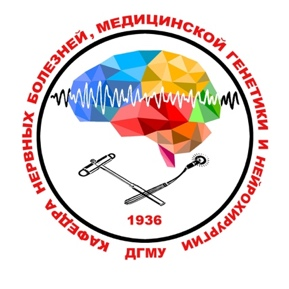 КАФЕДРА НЕРВНЫХ БОЛЕЗНЕЙ, МЕДИЦИНСКОЙ ГЕНЕТИКИ И НЕЙРОХИРУРГИИ
1936
ДГМУ